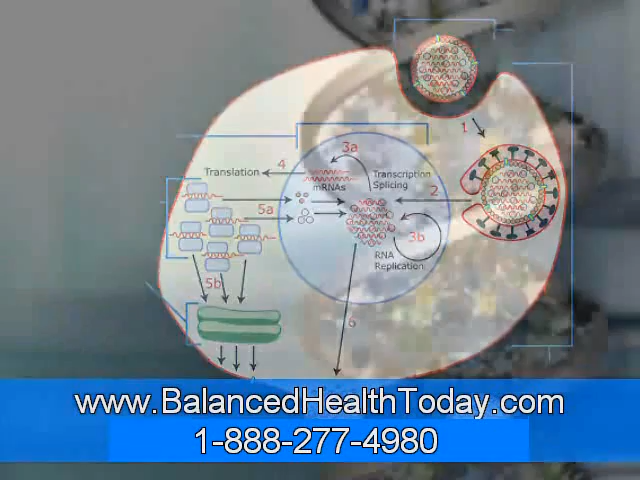 1
3a
4
Translation
Transcription
Splicing
mRNAs
2
5a
3b
RNA
Replication
5b
6
www.BalancedHealthToday.com
1-888-277-4980